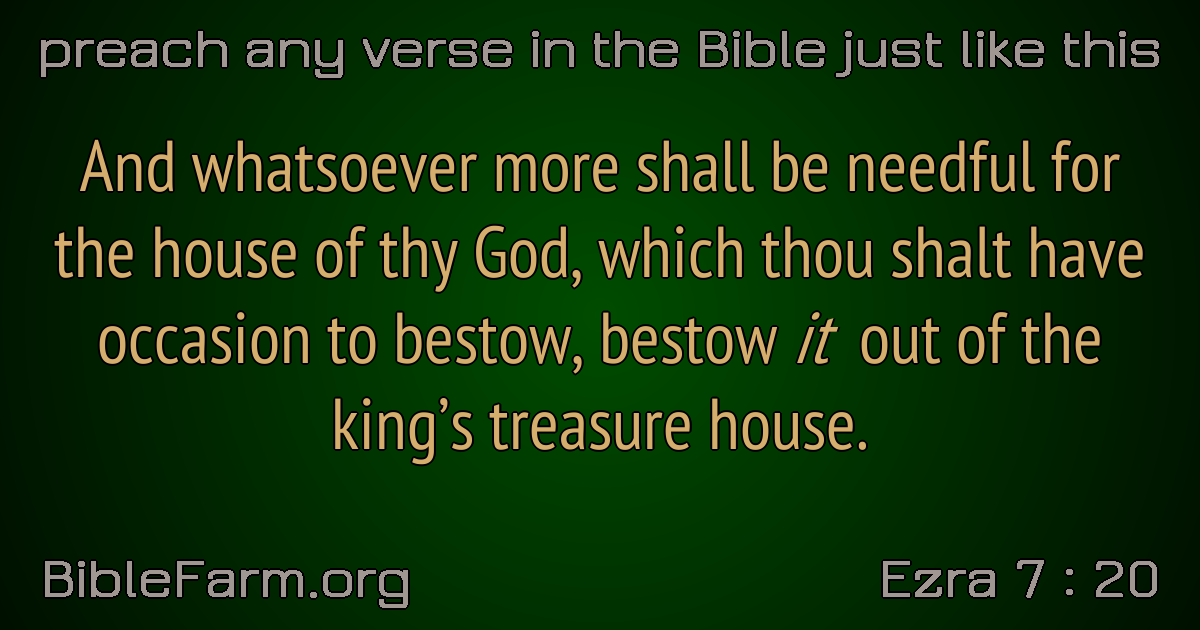 preach any verse in the Bible just like this
And whatsoever more shall be needful for
the house of thy God, which thou shalt have
occasion to bestow, bestow it out of the
king’s treasure house.
BibleFarm.org
Ezra 7 : 20